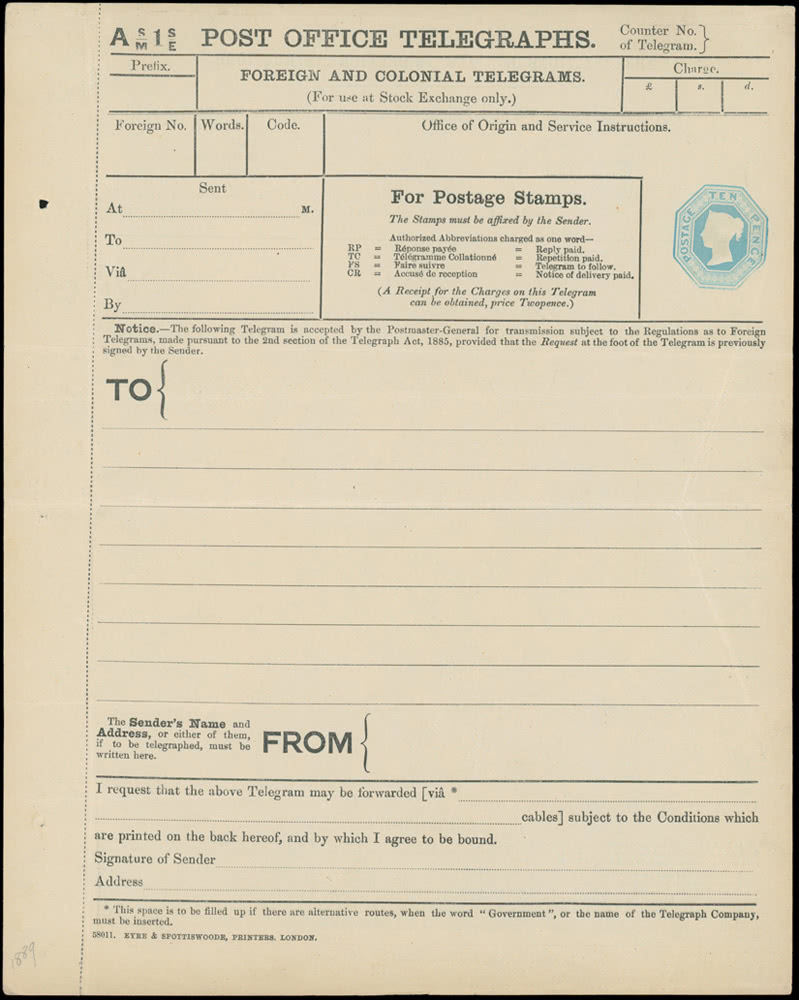 A S/M 1 S/E POST OFFICE TELEGRAPHS. Counter No. of Telegram.
Prefix.
FOREIGN AND COLONIAL TELEGRAMS.
(For use at Stock Exchange only.)
Charge.
£ s. d.
Foreign No. Words. Code. Office of Origin and Service Instructions.
Sent
At M.
To
Viâ
By
For Postage Stamps.
The Stamps must be affixed by the Sender.
Authorized Abbreviations charged as one word—
RP = Réponse payée = Reply paid.
TC = Télégramme Collationné = Repetition paid.
FS = Faire suivre = Telegram to follow.
CR = Accusé de reception = Notice of delivery paid.
(A Receipt for the Charges on this Telegram
can be obtained, price Twopence.)
POSTAGE TEN PENCE
Notice.—The following Telegram is accepted by the Postmaster-General for transmission subject to the Regulations as to Foreign
Telegrams, made pursuant to the 2nd section of the Telegraph Act, 1885, provided that the Request at the foot of the Telegram is previously
signed by the Sender.
TO
The Sender's Name and
Address, or either of them,
if to be telegraphed, must be
written here.
FROM
I request that the above Telegram may be forwarded [viâ *
cables] subject to the Conditions which
are printed on the back hereof, and by which I agree to be bound.
Signature of Sender
Address
* This space is to be filled up if there are alternative routes, when the word "Government", or the name of the Telegraph Company,
must be inserted.
58011. EYRE & SPOTTISWOODE, PRINTERS, LONDON.
1889